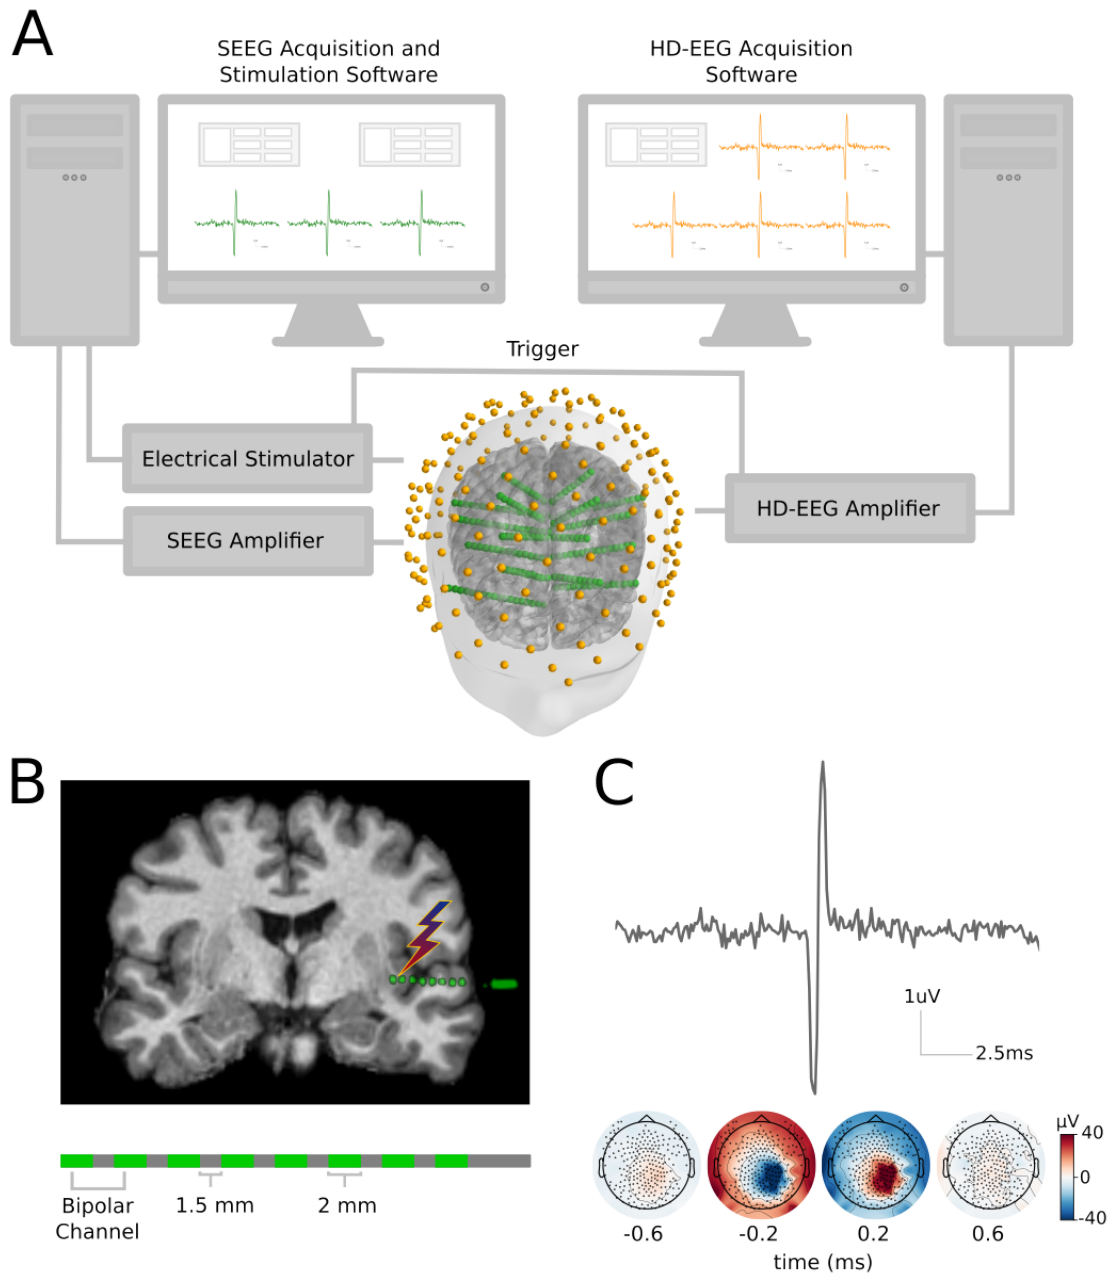 A
SEEG Acquisition and
Stimulation Software
HD-EEG Acquisition
Software
Trigger
Electrical Stimulator
SEEG Amplifier
HD-EEG Amplifier
B
Bipolar
Channel
1.5 mm
2 mm
C
1uV
2.5ms
μV
40
0
-40
-0.6
-0.2
0.2
0.6
time (ms)